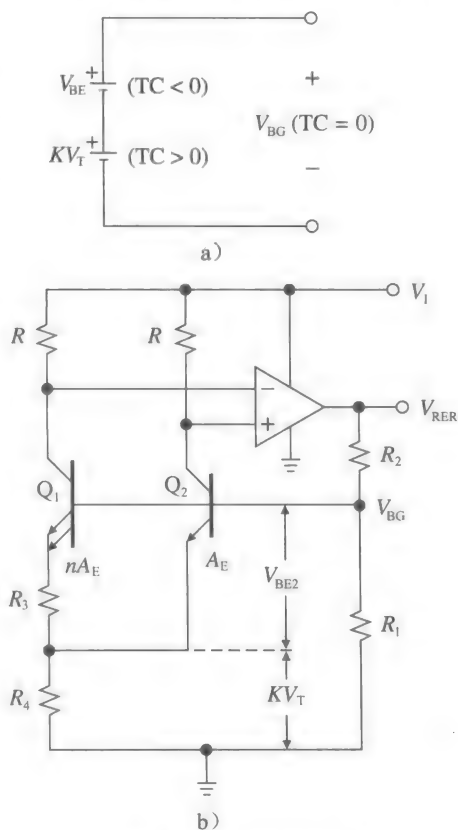 V_BE + (TC < 0)
KV_T + (TC > 0)
+
V_BG (TC = 0)
−
a)
V_I
R
R
−
+
V_RER
R_2
Q_1
Q_2
V_BG
nA_E
A_E
V_BE2
R_3
R_1
R_4
KV_T
b)